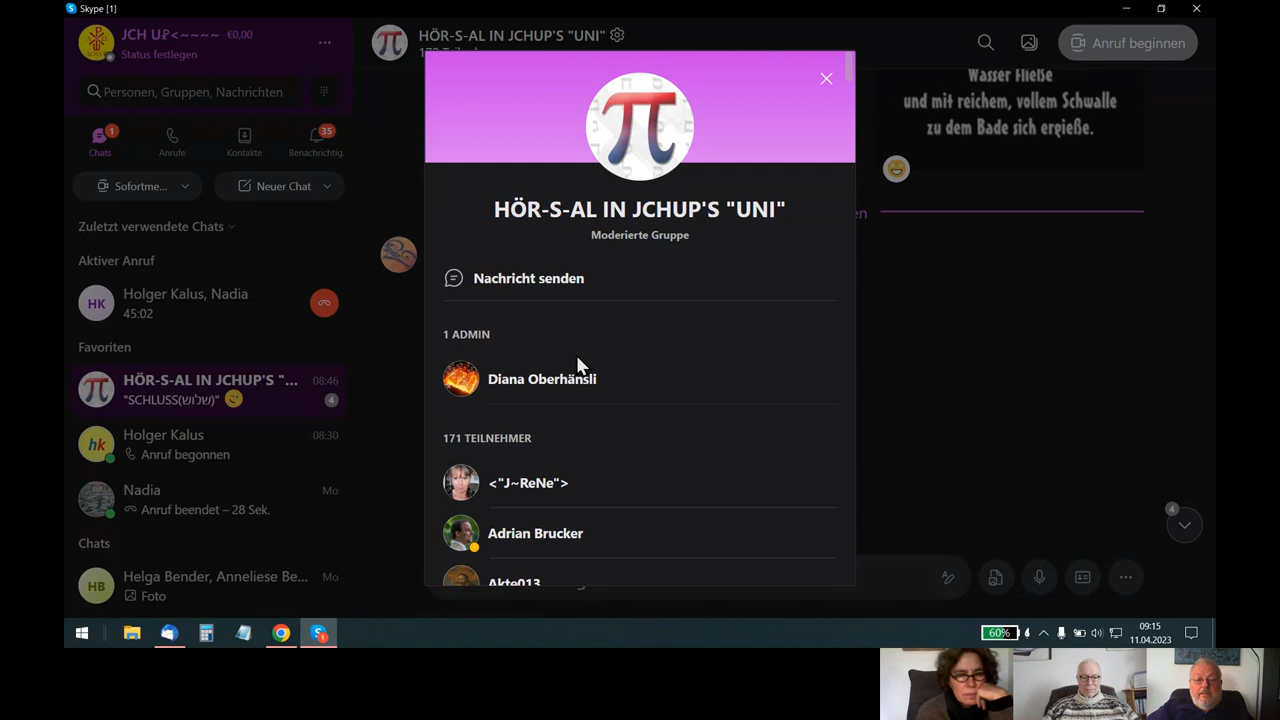 Skype [1]
JCH UP<~~~~ €0,00
Status festlegen
Personen, Gruppen, Nachrichten
1
35
Chats
Anrufe
Kontakte
Benachrichtig.
Sofortme...
Neuer Chat
Zuletzt verwendete Chats
Aktiver Anruf
HK
Holger Kalus, Nadia
45:02
Favoriten
HÖR-S-AL IN JCHUP'S "... 08:46
"SCHLUSS(שלוש)" 4
hk
Holger Kalus 08:30
Anruf begonnen
Nadia Mo
Anruf beendet – 28 Sek.
Chats
HB
Helga Bender, Anneliese Be... Mo
Foto
HÖR-S-AL IN JCHUP'S "UNI"
Anruf beginnen
Wasser Fließe
und mit reichem, vollem Schwalle
zu dem Bade sich ergieße.
en
π
HÖR-S-AL IN JCHUP'S "UNI"
Moderierte Gruppe
Nachricht senden
1 ADMIN
Diana Oberhänsli
171 TEILNEHMER
<"J~ReNe">
Adrian Brucker
Akte013
4
60%
09:15
11.04.2023